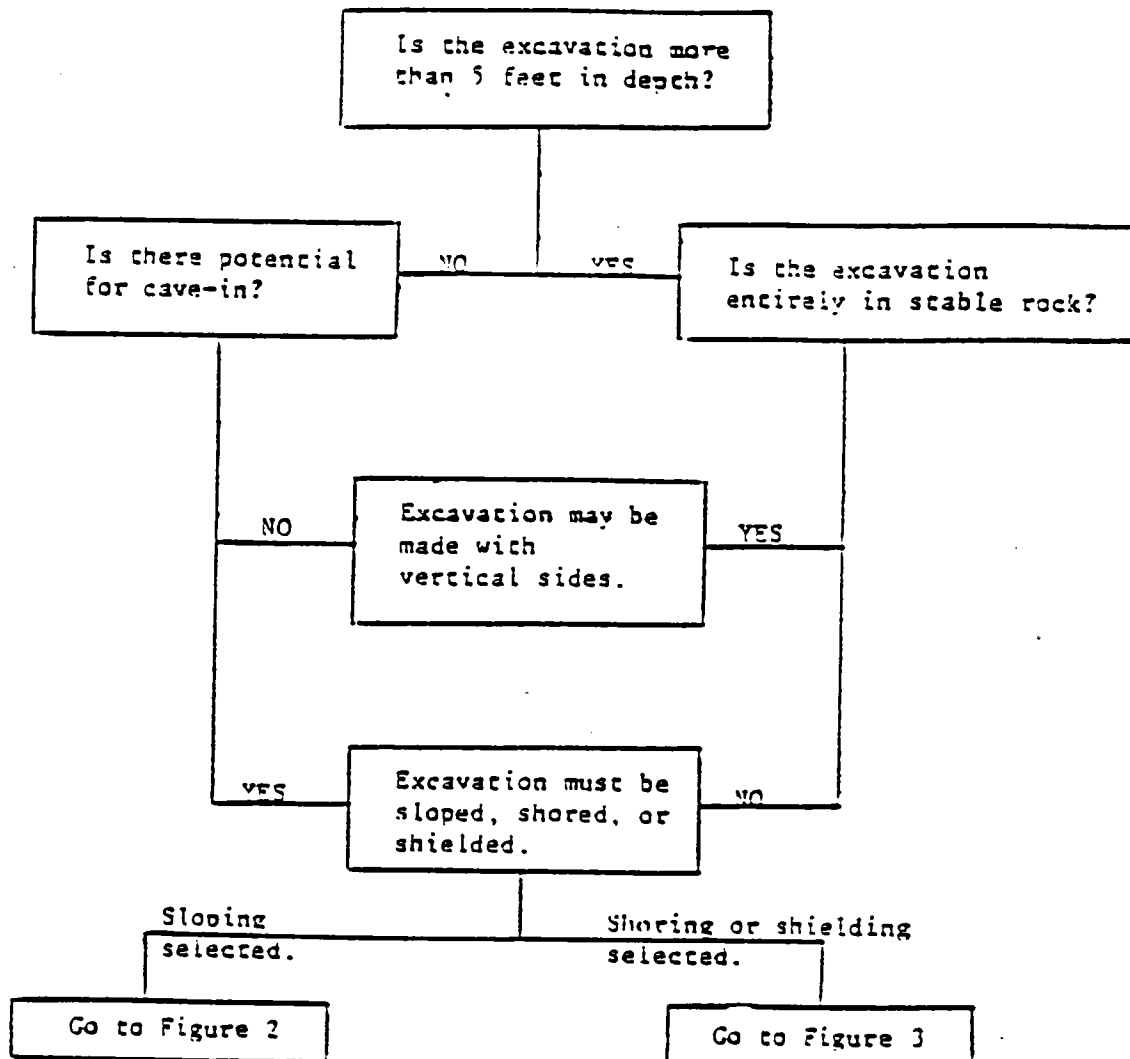 Is the excavation more
than 5 feet in depth?
Is there potential
for cave-in?
NO
YES
Is the excavation
entirely in stable rock?
NO
Excavation may be
made with
vertical sides.
YES
YES
Excavation must be
sloped, shored, or
shielded.
NO
Sloping
selected.
Shoring or shielding
selected.
Go to Figure 2
Go to Figure 3